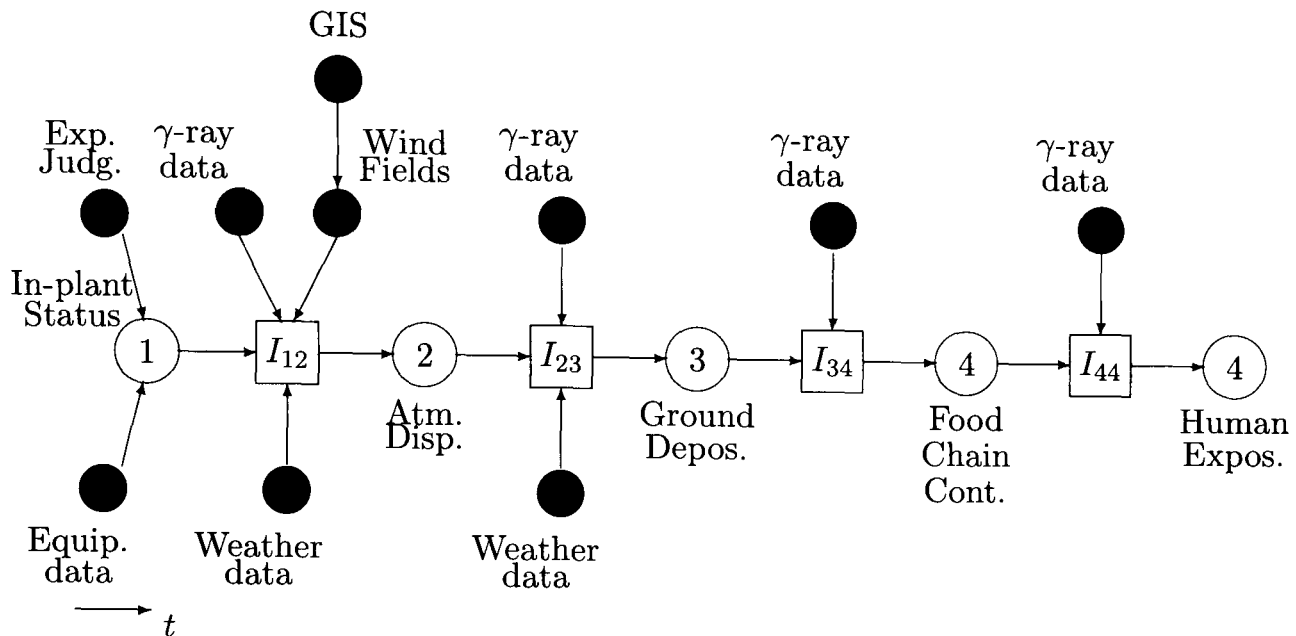 GIS
Exp.
Judg.
γ-ray
data
Wind
Fields
γ-ray
data
γ-ray
data
γ-ray
data
In-plant
Status
1
I12
2
I23
3
I34
4
I44
4
Atm.
Disp.
Ground
Depos.
Food
Chain
Cont.
Human
Expos.
Equip.
data
Weather
data
Weather
data
t